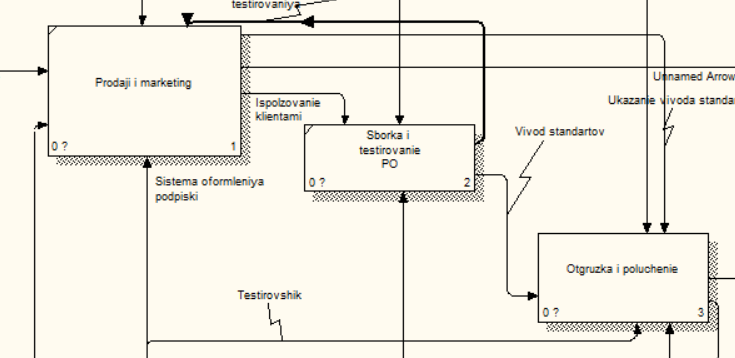 testirovaniya
Prodaji i marketing
0 ?
1
Ispolzovanie
klientami
Sborka i
testirovanie
PO
0 ?
2
Unnamed Arrow
Ukazanie vivoda standa
Vivod standartov
Sistema oformleniya
podpiski
Otgruzka i poluchenie
0 ?
3
Testirovshik